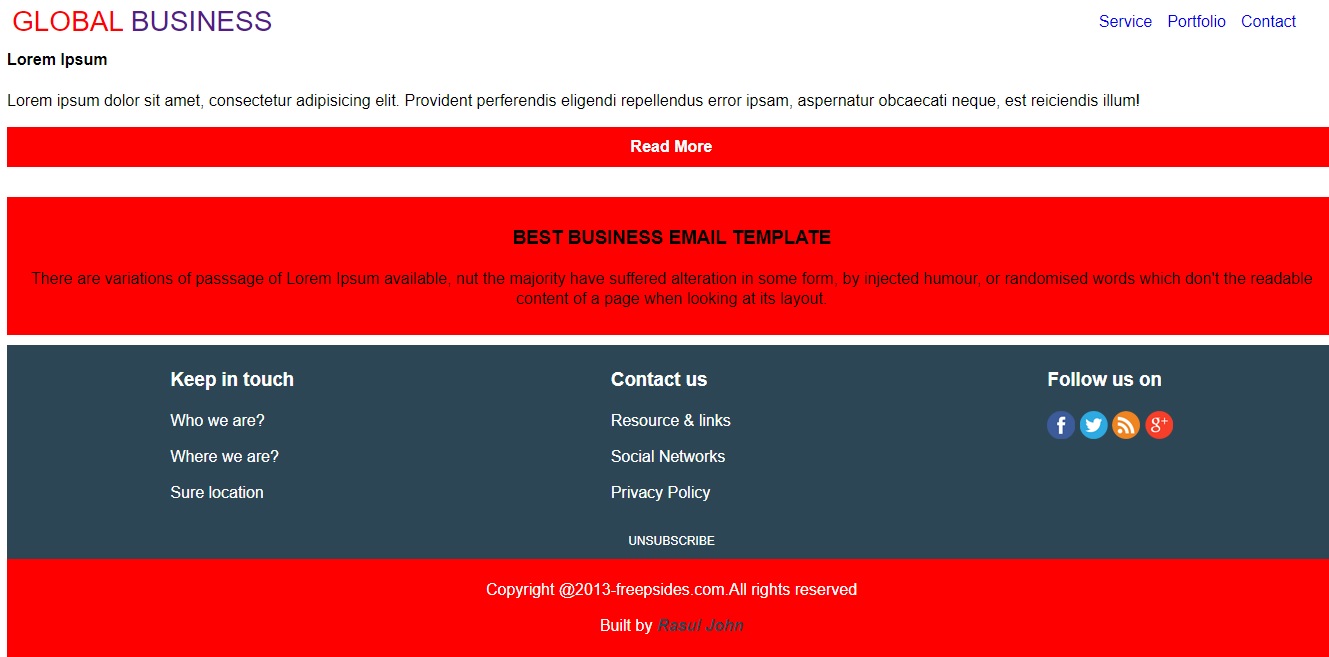 GLOBAL BUSINESS
Service Portfolio Contact
Lorem Ipsum
Lorem ipsum dolor sit amet, consectetur adipisicing elit. Provident perferendis eligendi repellendus error ipsam, aspernatur obcaecati neque, est reiciendis illum!
Read More
BEST BUSINESS EMAIL TEMPLATE
There are variations of passsage of Lorem Ipsum available, nut the majority have suffered alteration in some form, by injected humour, or randomised words which don't the readable
content of a page when looking at its layout.
Keep in touch
Who we are?
Where we are?
Sure location
Contact us
Resource & links
Social Networks
Privacy Policy
Follow us on
f g+
UNSUBSCRIBE
Copyright @2013-freepsides.com.All rights reserved
Built by Rasul John